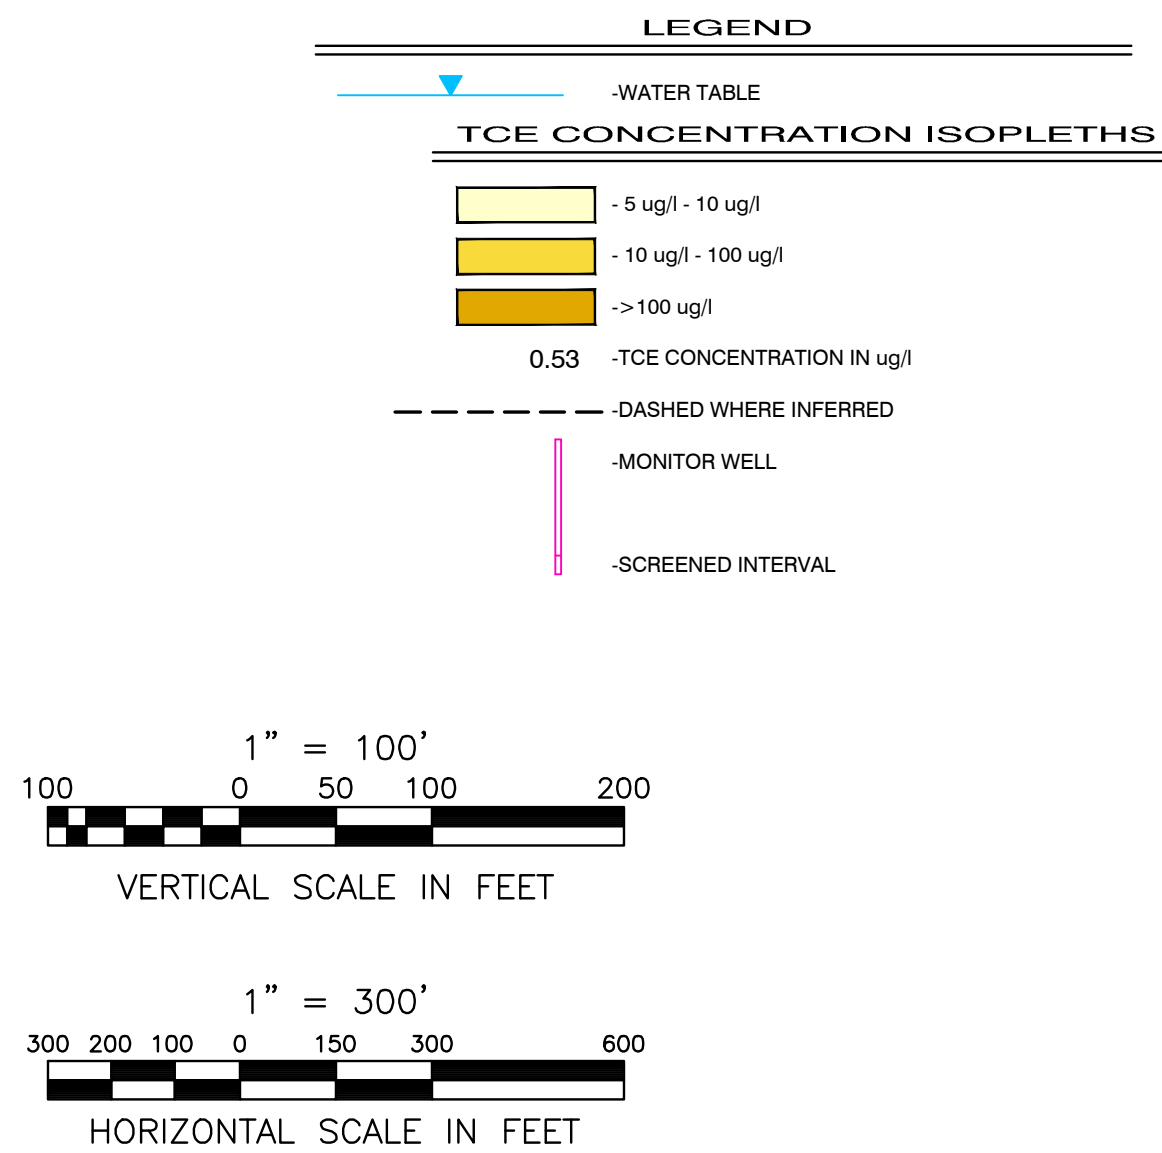 LEGEND
-WATER TABLE
TCE CONCENTRATION ISOPLETHS
- 5 ug/l - 10 ug/l
- 10 ug/l - 100 ug/l
->100 ug/l
0.53 -TCE CONCENTRATION IN ug/l
-DASHED WHERE INFERRED
-MONITOR WELL
-SCREENED INTERVAL
1" = 100'
100 0 50 100 200
VERTICAL SCALE IN FEET
1" = 300'
300 200 100 0 150 300 600
HORIZONTAL SCALE IN FEET